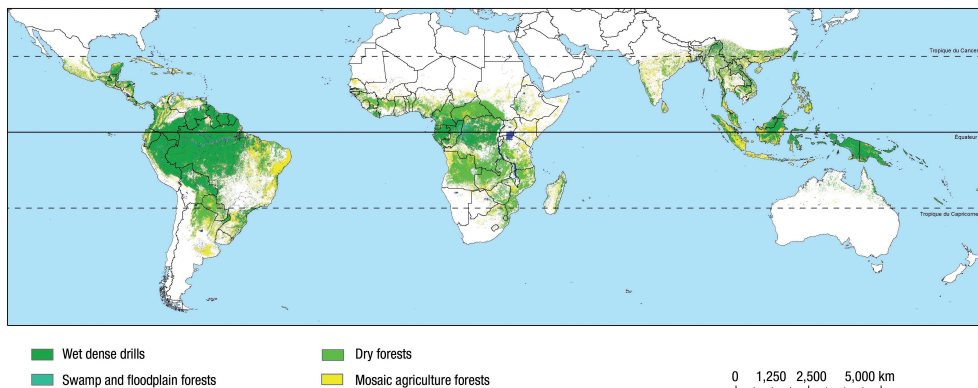 Tropique du Cancer
Equateur
Tropique du Capricorne
Wet dense drills
Dry forests
Swamp and floodplain forests
Mosaic agriculture forests
0 1,250 2,500 5,000 km